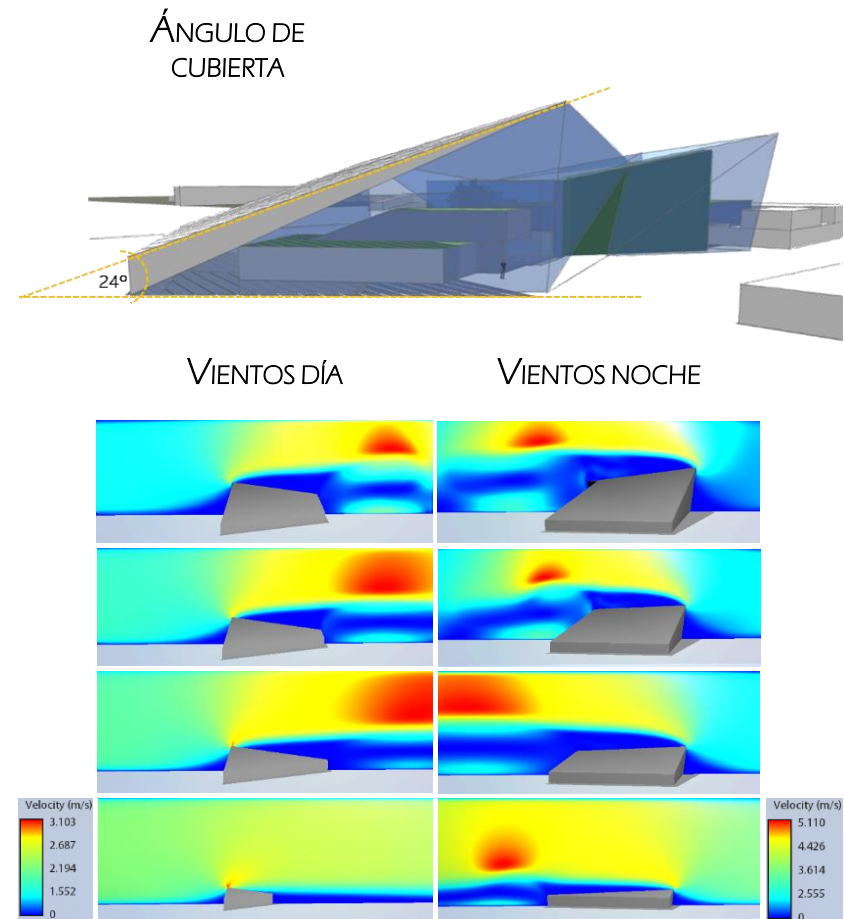 ÁNGULO DE
CUBIERTA
24º
VIENTOS DÍA
VIENTOS NOCHE
Velocity (m/s)
3.103
2.687
2.194
1.552
0
Velocity (m/s)
5.110
4.426
3.614
2.555
0